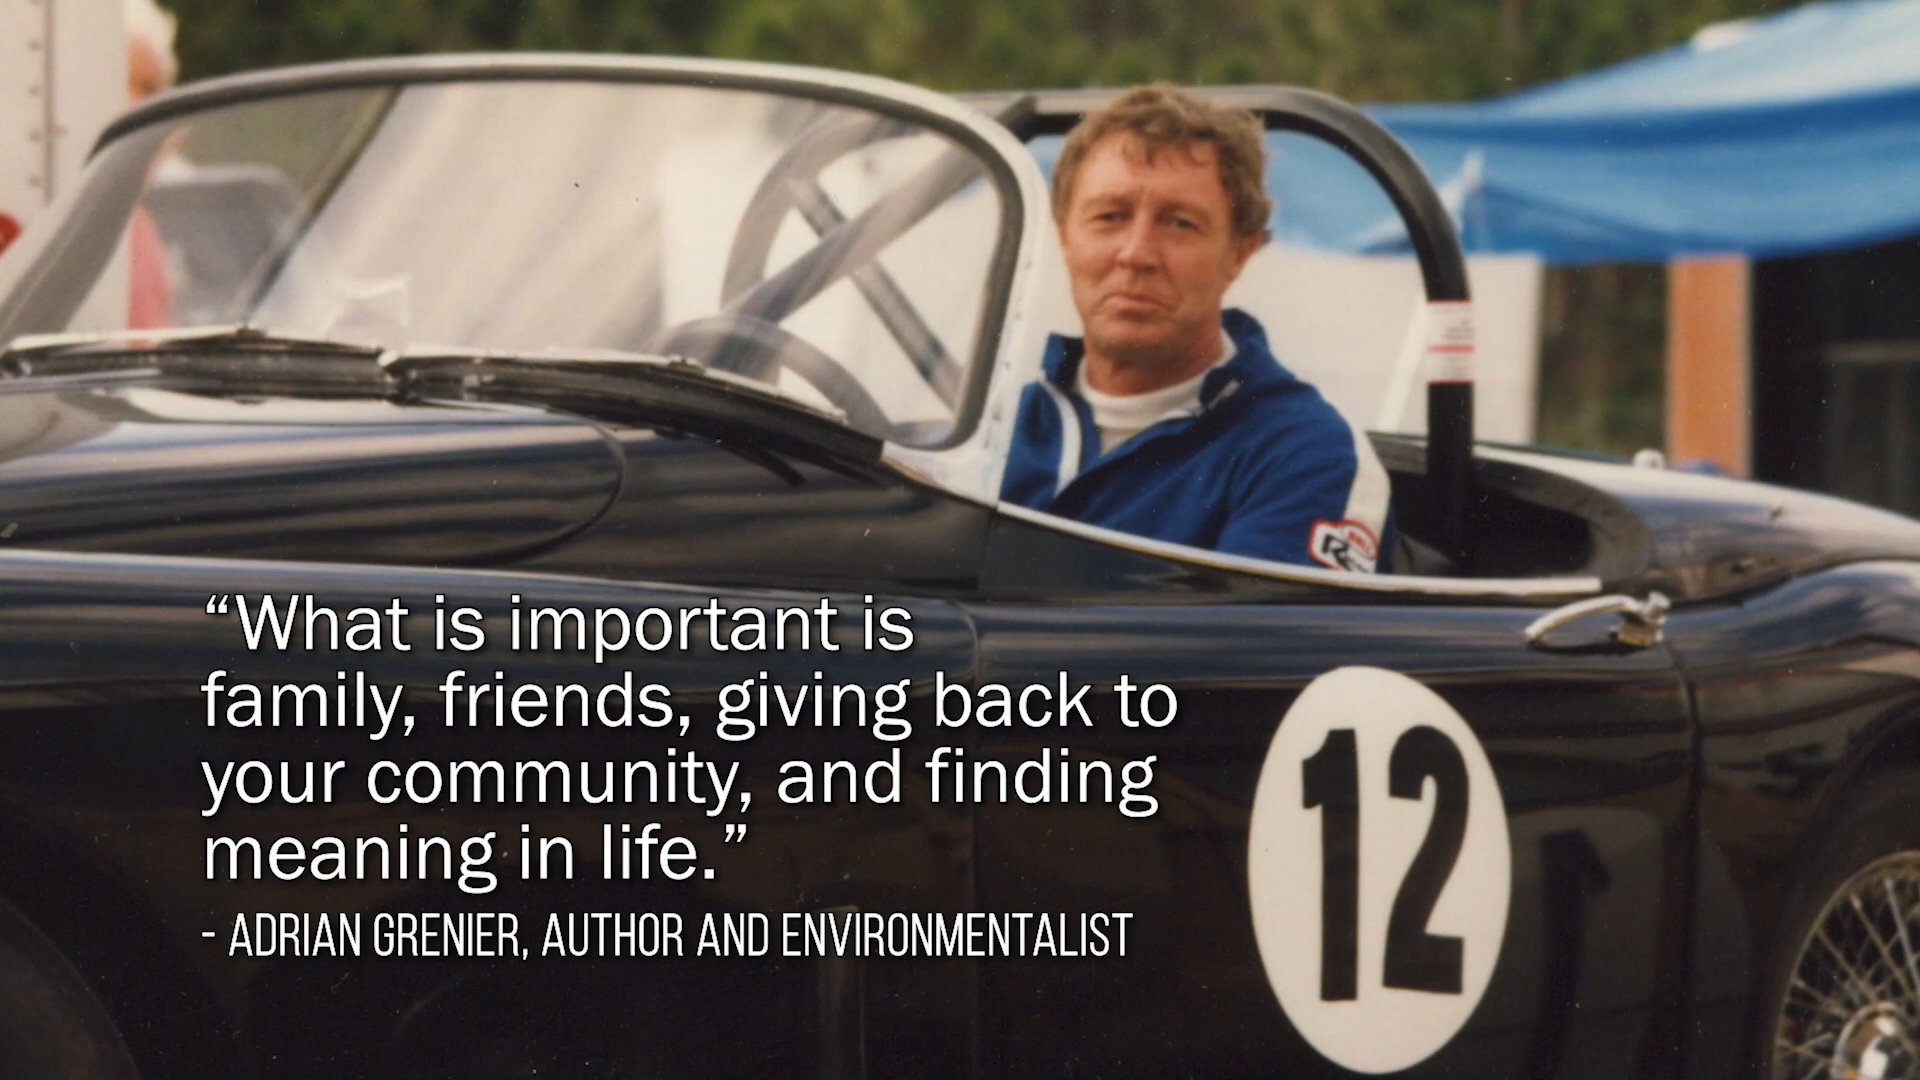 “What is important is
family, friends, giving back to
your community, and finding
meaning in life.”
- ADRIAN GRENIER, AUTHOR AND ENVIRONMENTALIST
12